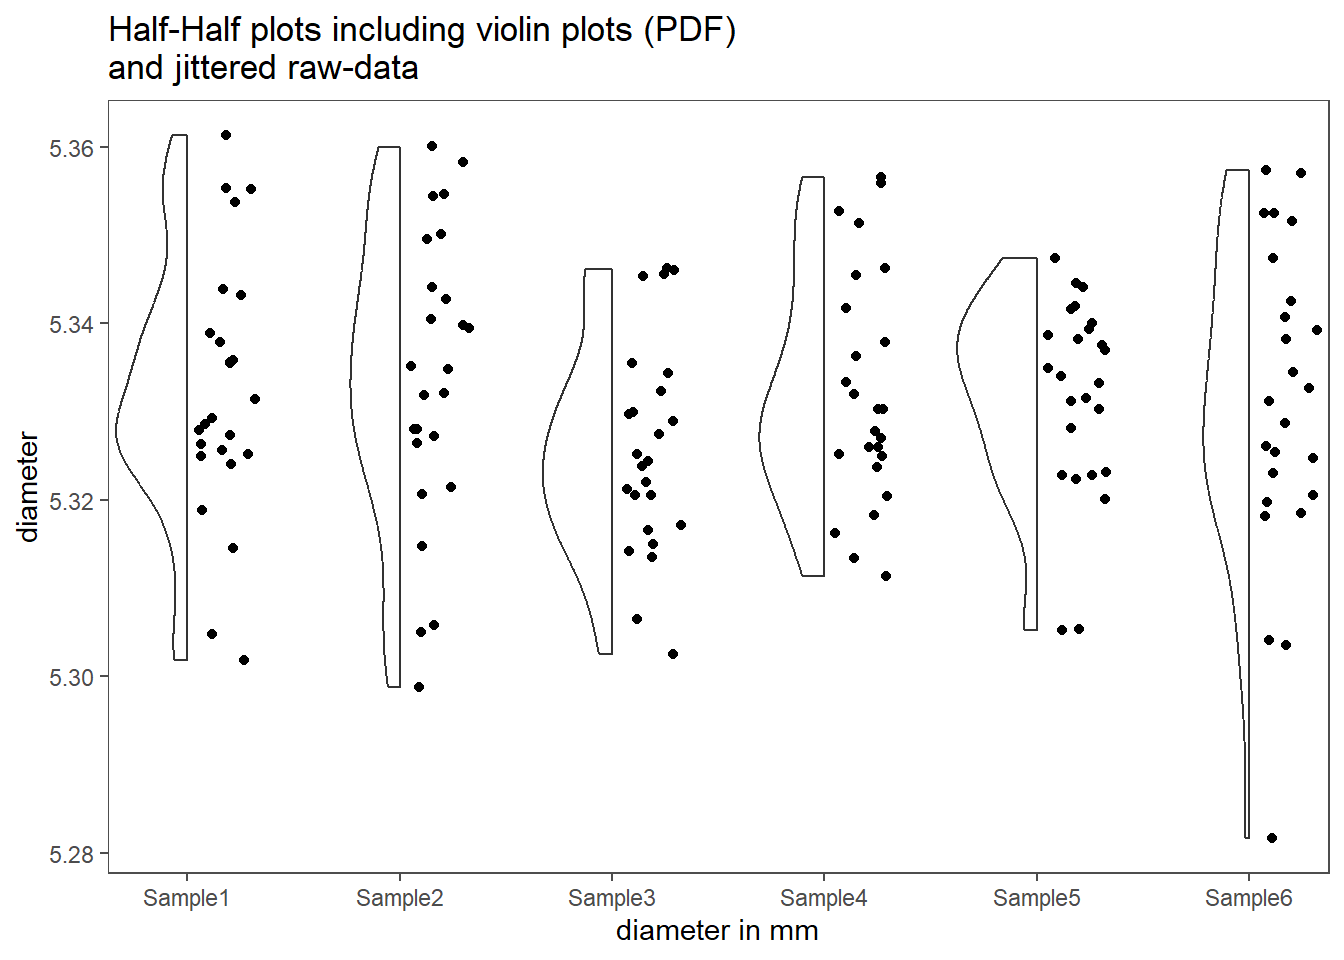 Half-Half plots including violin plots (PDF)
and jittered raw-data
5.36
5.34
5.32
5.30
5.28
diameter
Sample1 Sample2 Sample3 Sample4 Sample5 Sample6
diameter in mm